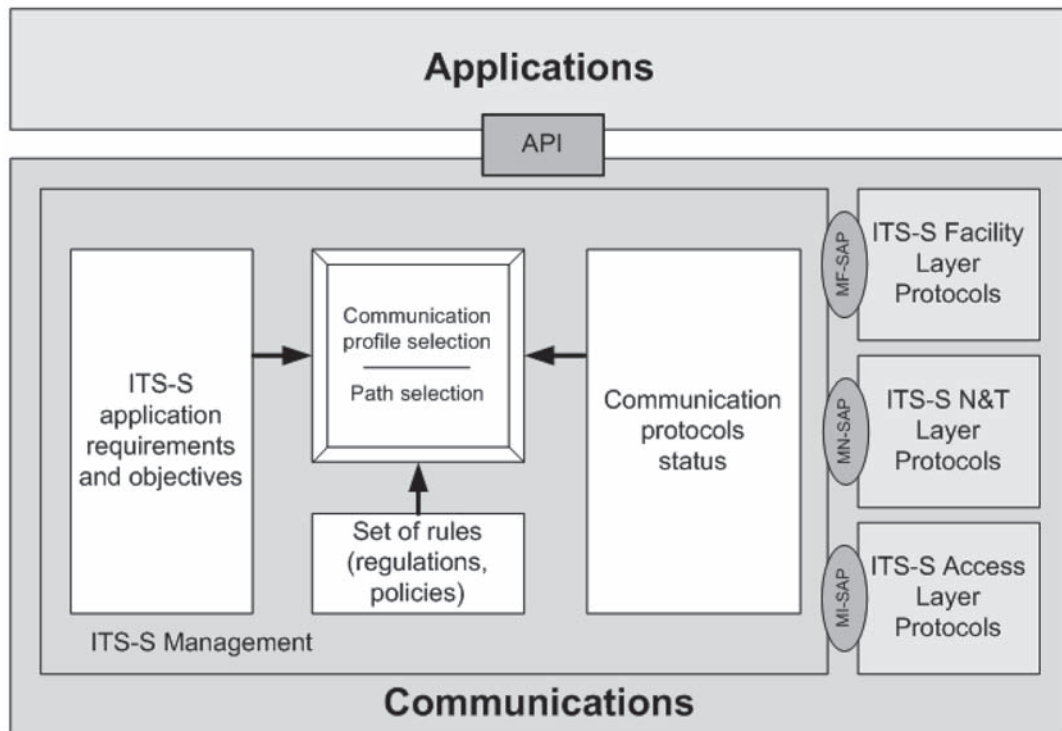 Applications
API
ITS-S
application
requirements
and objectives
Communication
profile selection
Path selection
Set of rules
(regulations,
policies)
Communication
protocols
status
ITS-S Management
MF-SAP
ITS-S Facility
Layer
Protocols
MN-SAP
ITS-S N&T
Layer
Protocols
MI-SAP
ITS-S Access
Layer
Protocols
Communications